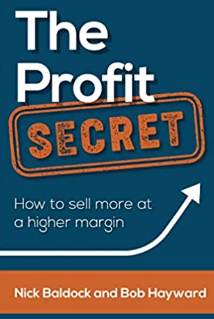 The
Profit
SECRET
How to sell more at
a higher margin
Nick Baldock and Bob Hayward